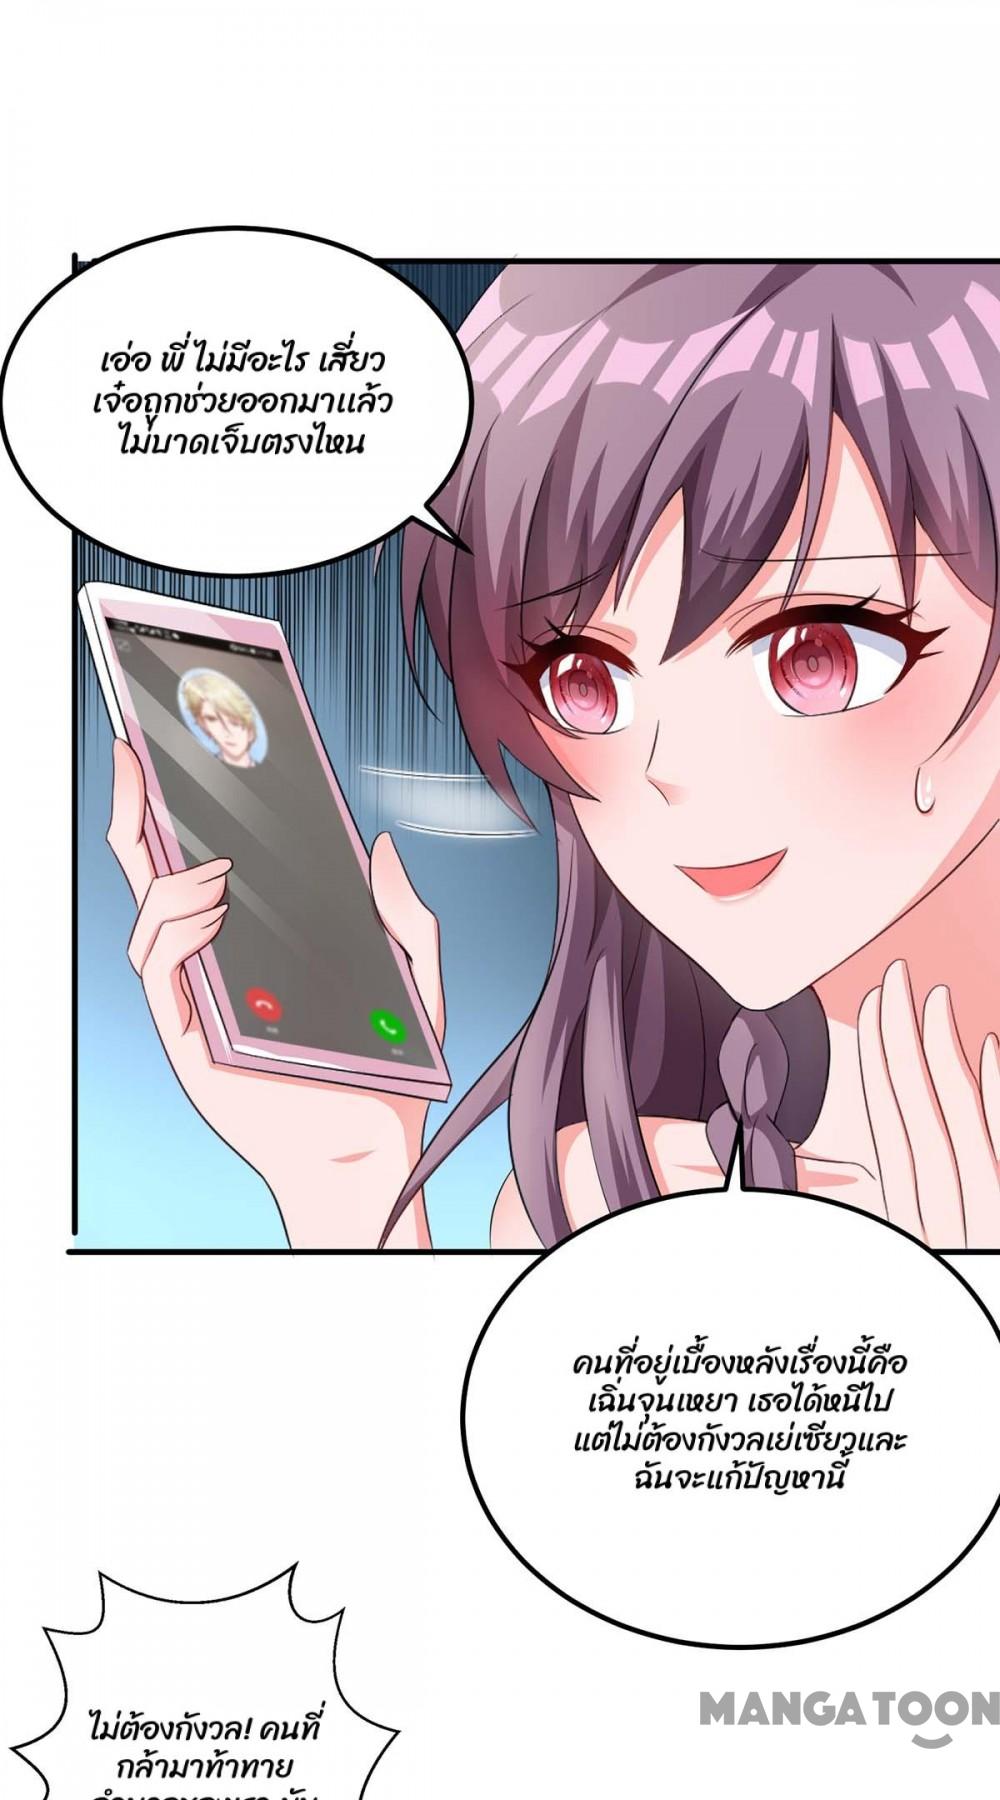 เอ่อ พี่ ไม่มีอะไร เสี่ยว
เจ๋อถูกช่วยออกมาแล้ว
ไม่บาดเจ็บตรงไหน
คนที่อยู่เบื้องหลังเรื่องนี้คือ
เฉิ่นจุนเหยา เธอได้หนีไป
แต่ไม่ต้องกังวลเย่เซียวและ
ฉันจะแก้ปัญหานี้
MANGATOON
ไม่ต้องกังวล! คนที่
กล้ามาท้าทาย